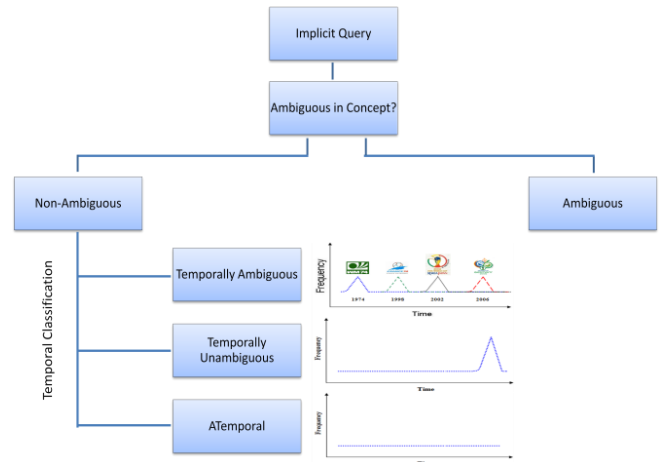 Implicit Query
Ambiguous in Concept?
Non-Ambiguous
Ambiguous
Temporal Classification
Temporally Ambiguous
Frequency
1974
1998
2002
2006
Time
Temporally
Unambiguous
Frequency
Time
ATemporal
Frequency